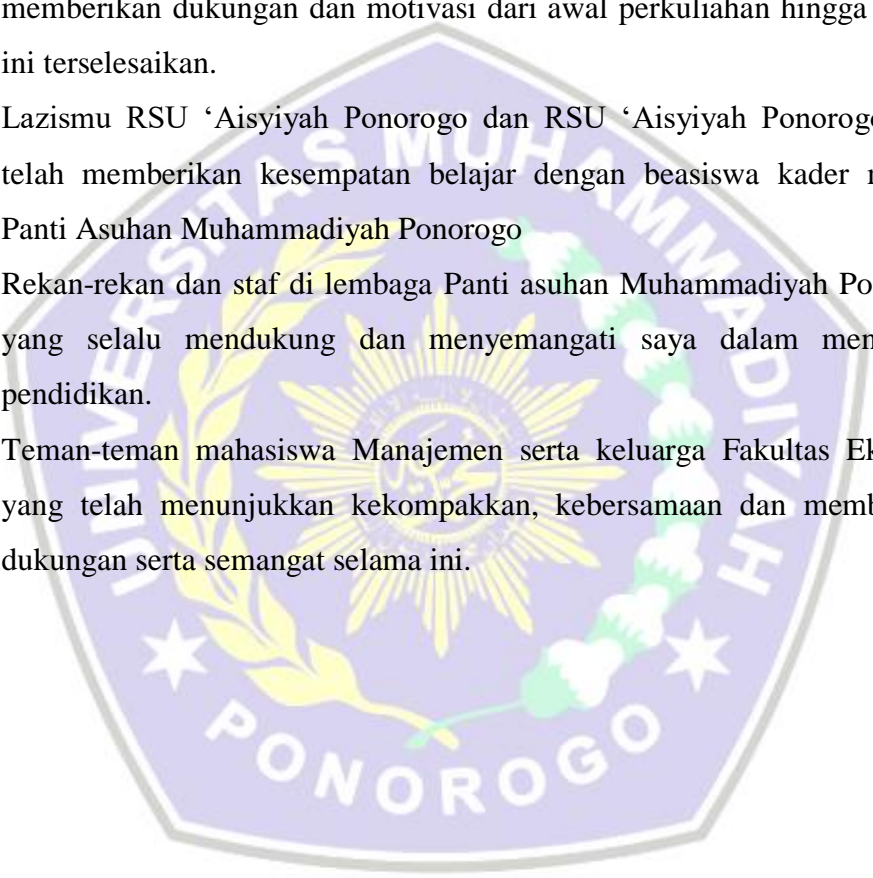 memberikan dukungan dan motivasi dari awal perkuliahan hingga
ini terselesaikan.
Lazismu RSU ‘Aisyiyah Ponorogo dan RSU ‘Aisyiyah Ponorogo
telah memberikan kesempatan belajar dengan beasiswa kader
Panti Asuhan Muhammadiyah Ponorogo
Rekan-rekan dan staf di lembaga Panti asuhan Muhammadiyah Po
yang selalu mendukung dan menyemangati saya dalam men
pendidikan.
Teman-teman mahasiswa Manajemen serta keluarga Fakultas Ek
yang telah menunjukkan kekompakkan, kebersamaan dan memb
dukungan serta semangat selama ini.
UNIVERSITAS MUHAMMADIYAH
PONOROGO